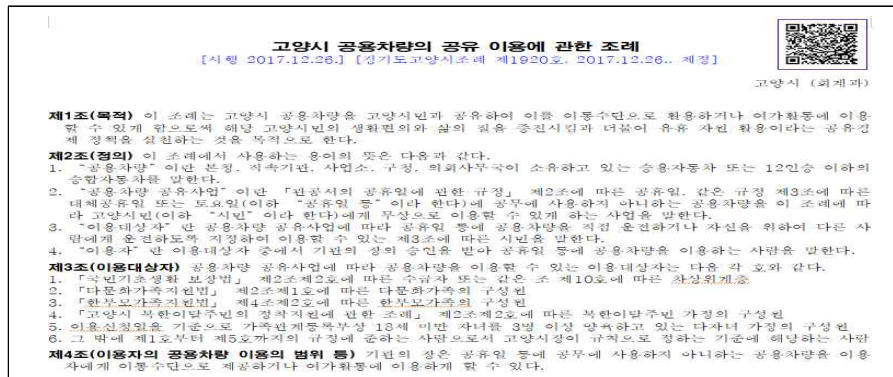 고양시 공용차량의 공유 이용에 관한 조례
[시행 2017.12.26.] [경기도고양시조례 제1920호, 2017.12.26., 제정]
고양시 (회계과)
제1조(목적) 이 조례는 고양시 공용차량을 고양시민과 공유하여 이를 이동수단으로 활용하거나 여가활동에 이용
할 수 있게 함으로써 해당 고양시민의 생활편의와 삶의 질을 증진시킴과 더불어 유휴 자원 활용이라는 공유경
제 정책을 실천하는 것을 목적으로 한다.
제2조(정의) 이 조례에서 사용하는 용어의 뜻은 다음과 같다.
1. “공용차량”이란 본청, 직속기관, 사업소, 구청, 의회사무국이 소유하고 있는 승용자동차 또는 12인승 이하의
승합자동차를 말한다.
2. “공용차량 공유사업”이란 「관공서의 공휴일에 관한 규정」 제2조에 따른 공휴일, 같은 규정 제3조에 따른
대체공휴일 또는 토요일(이하 “공휴일 등”이라 한다)에 공무에 사용하지 아니하는 공용차량을 이 조례에 따
라 고양시민(이하 “시민”이라 한다)에게 무상으로 이용할 수 있게 하는 사업을 말한다.
3. “이용대상자”란 공용차량 공유사업에 따라 공휴일 등에 공용차량을 직접 운전하거나 자신을 위하여 다른 사
람에게 운전하도록 지정하여 이용할 수 있는 제3조에 따른 시민을 말한다.
4. “이용자”란 이용대상자 중에서 기관의 장의 승인을 받아 공휴일 등에 공용차량을 이용하는 사람을 말한다.
제3조(이용대상자) 공용차량 공유사업에 따라 공용차량을 이용할 수 있는 이용대상자는 다음 각 호와 같다.
1. 「국민기초생활 보장법」 제2조제2호에 따른 수급자 또는 같은 조 제10호에 따른 차상위계층
2. 「다문화가족지원법」 제2조제1호에 따른 다문화가족의 구성원
3. 「한부모가족지원법」 제4조제2호에 따른 한부모가족의 구성원
4. 「고양시 북한이탈주민의 정착지원에 관한 조례」 제2조제2호에 따른 북한이탈주민 가정의 구성원
5. 이용신청일을 기준으로 가족관계등록부상 18세 미만 자녀를 3명 이상 양육하고 있는 다자녀 가정의 구성원
6. 그 밖에 제1호부터 제5호까지의 규정에 준하는 사람으로서 고양시장이 규칙으로 정하는 기준에 해당하는 사람
제4조(이용자의 공용차량 이용의 범위 등) 기관의 장은 공휴일 등에 공무에 사용하지 아니하는 공용차량을 이용
자에게 이동수단으로 제공하거나 여가활동에 이용하게 할 수 있다.